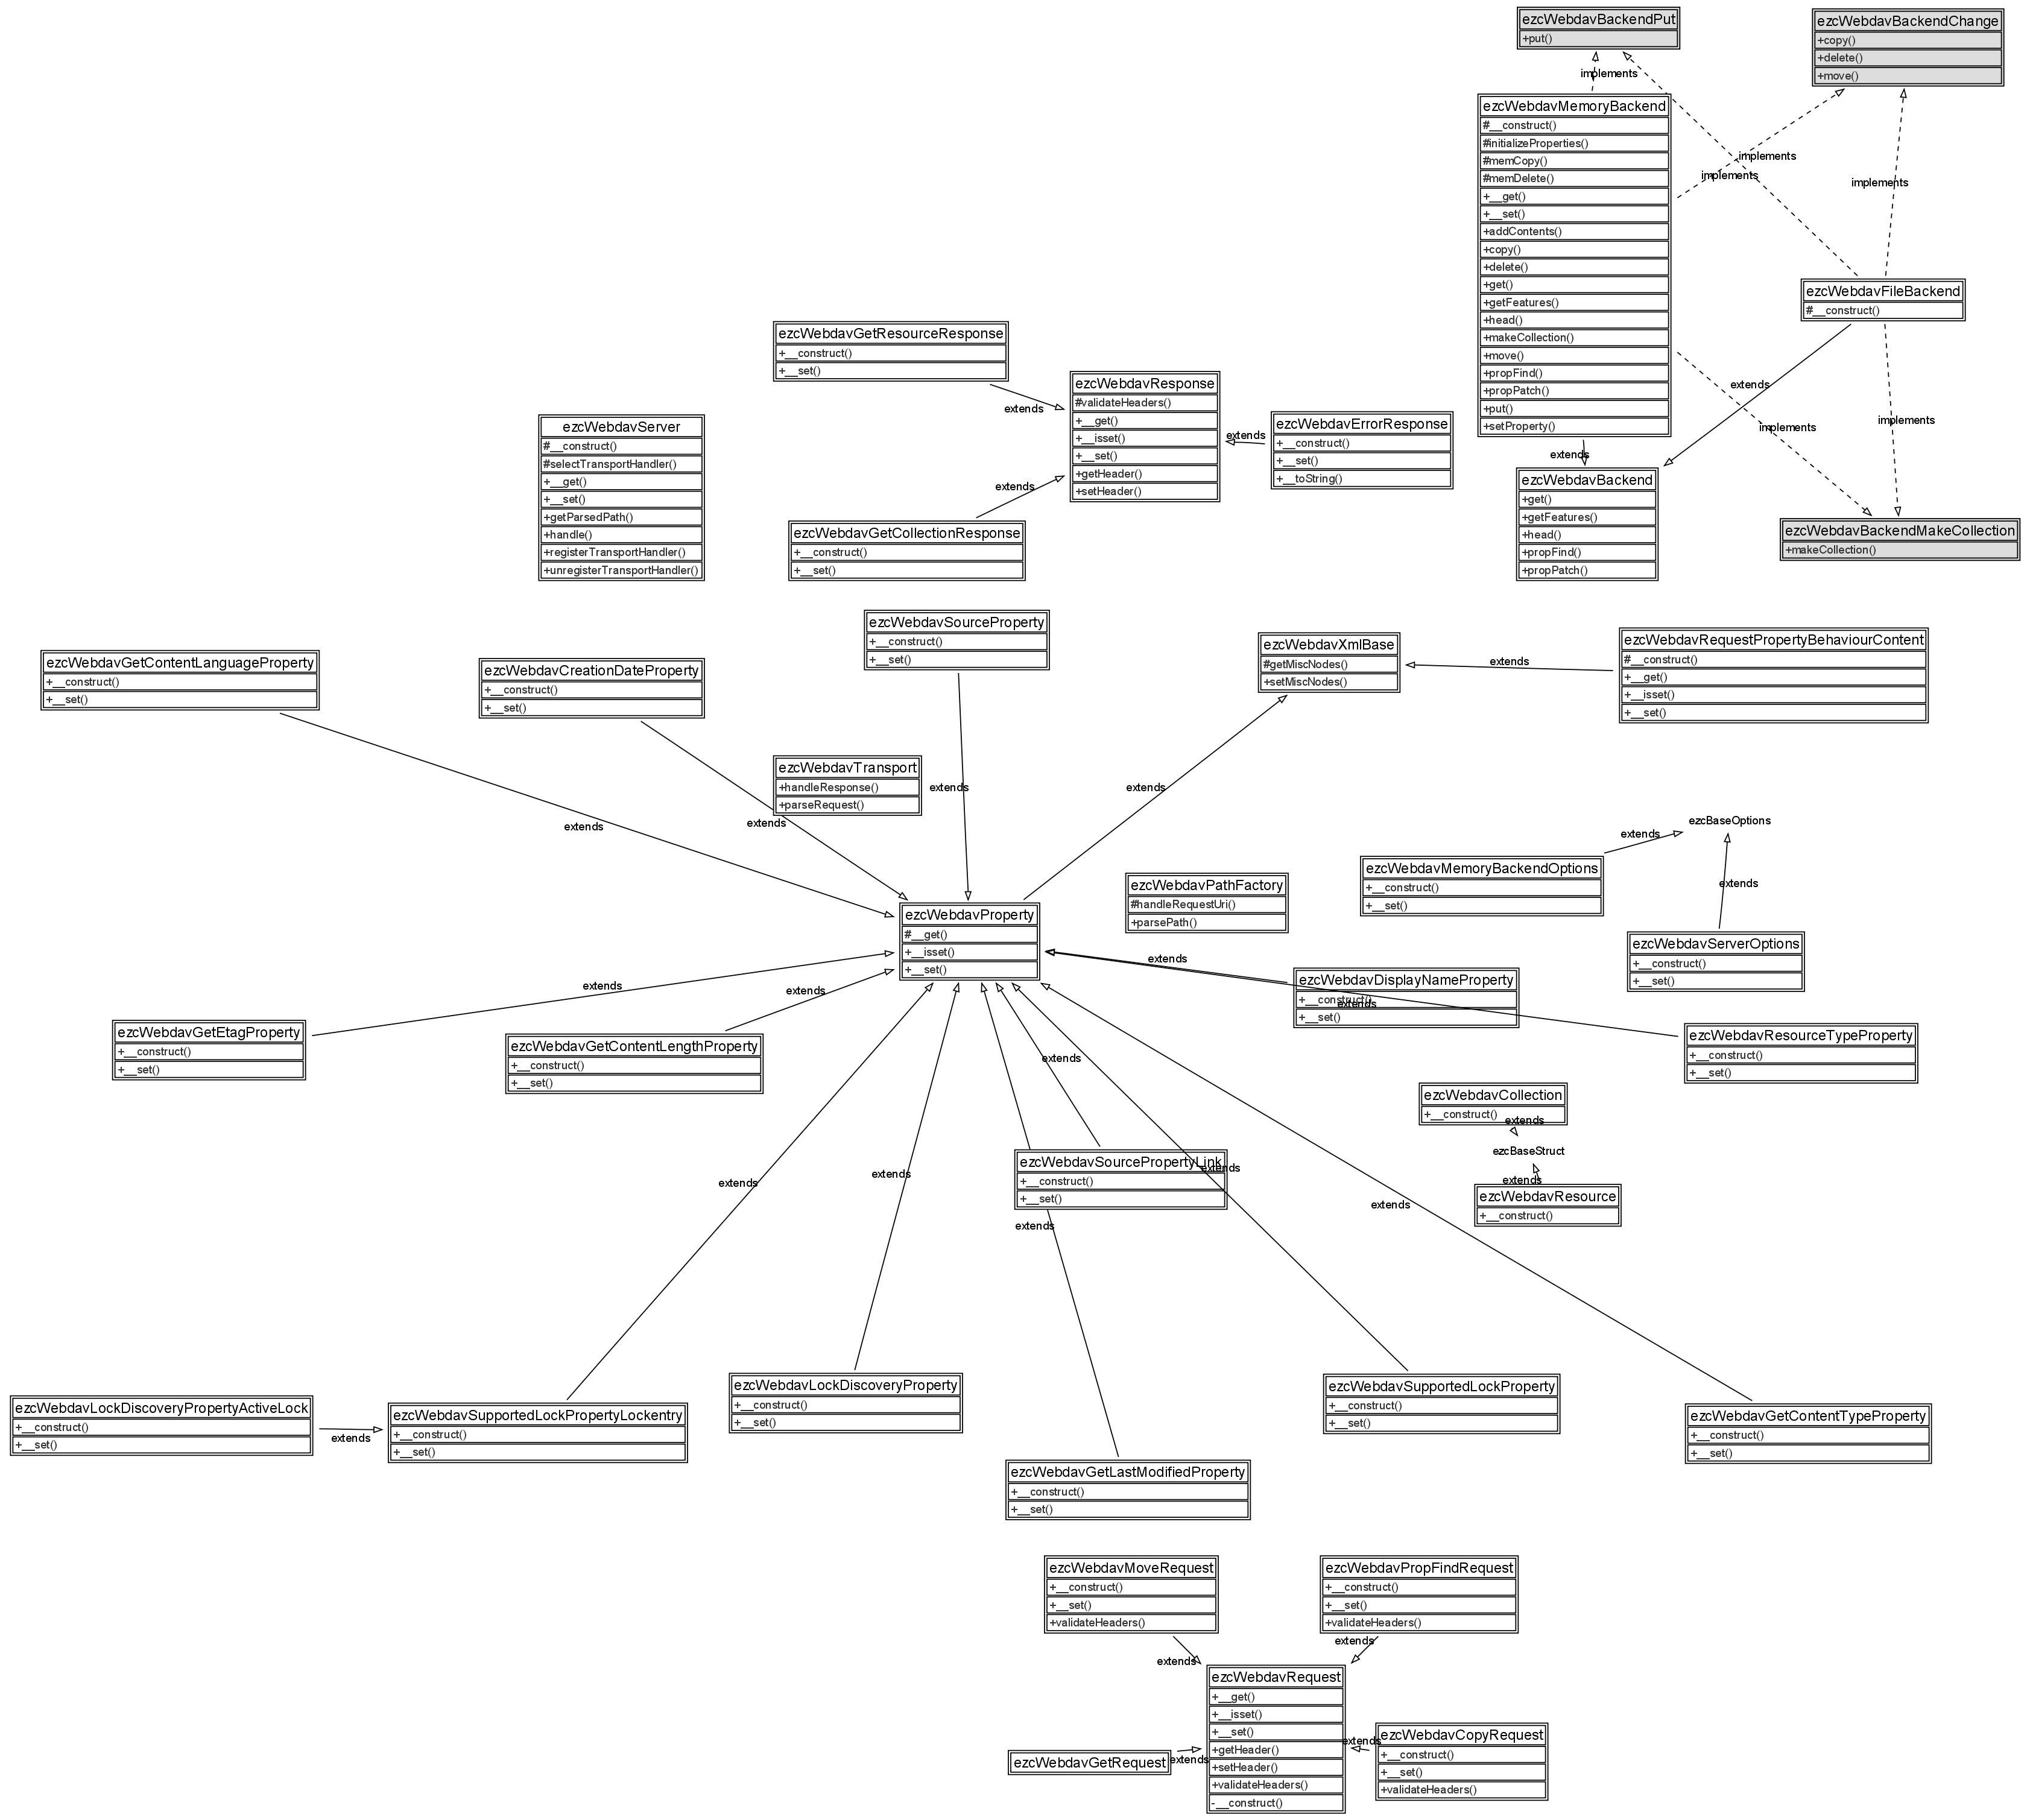 ezcWebdavBackendPut
+put()
ezcWebdavBackendChange
+copy()
+delete()
+move()
implements
ezcWebdavMemoryBackend
#__construct()
#initializeProperties()
#memCopy()
#memDelete()
+__get()
+__set()
+addContents()
+copy()
+delete()
+get()
+getFeatures()
+head()
+makeCollection()
+move()
+propFind()
+propPatch()
+put()
+setProperty()
implements
implements
implements
ezcWebdavFileBackend
#__construct()
extends
implements
implements
extends
ezcWebdavBackend
+get()
+getFeatures()
+head()
+propFind()
+propPatch()
ezcWebdavBackendMakeCollection
+makeCollection()
ezcWebdavGetResourceResponse
+__construct()
+__set()
extends
ezcWebdavResponse
#validateHeaders()
+__get()
+__isset()
+__set()
+getHeader()
+setHeader()
extends
ezcWebdavErrorResponse
+__construct()
+__set()
+__toString()
extends
ezcWebdavGetCollectionResponse
+__construct()
+__set()
ezcWebdavServer
#__construct()
#selectTransportHandler()
+__get()
+__set()
+getParsedPath()
+handle()
+registerTransportHandler()
+unregisterTransportHandler()
ezcWebdavSourceProperty
+__construct()
+__set()
ezcWebdavXmlBase
#getMiscNodes()
+setMiscNodes()
extends
ezcWebdavRequestPropertyBehaviourContent
#__construct()
+__get()
+__isset()
+__set()
ezcWebdavGetContentLanguageProperty
+__construct()
+__set()
ezcWebdavCreationDateProperty
+__construct()
+__set()
ezcWebdavTransport
+handleResponse()
+parseRequest()
extends
extends
extends
extends
ezcBaseOptions
extends
extends
ezcWebdavMemoryBackendOptions
+__construct()
+__set()
ezcWebdavPathFactory
#handleRequestUri()
+parsePath()
ezcWebdavServerOptions
+__construct()
+__set()
ezcWebdavProperty
#__get()
+__isset()
+__set()
extends
ezcWebdavDisplayNameProperty
+__construct()
+__set()
extends
ezcWebdavResourceTypeProperty
+__construct()
+__set()
extends
extends
ezcWebdavGetEtagProperty
+__construct()
+__set()
ezcWebdavGetContentLengthProperty
+__construct()
+__set()
extends
ezcWebdavCollection
+__construct()
extends
ezcBaseStruct
extends
ezcWebdavResource
+__construct()
ezcWebdavSourcePropertyLink
+__construct()
+__set()
extends
extends
extends
extends
extends
ezcWebdavLockDiscoveryPropertyActiveLock
+__construct()
+__set()
extends
ezcWebdavSupportedLockPropertyLockentry
+__construct()
+__set()
ezcWebdavLockDiscoveryProperty
+__construct()
+__set()
ezcWebdavSupportedLockProperty
+__construct()
+__set()
ezcWebdavGetContentTypeProperty
+__construct()
+__set()
ezcWebdavGetLastModifiedProperty
+__construct()
+__set()
ezcWebdavMoveRequest
+__construct()
+__set()
+validateHeaders()
ezcWebdavPropFindRequest
+__construct()
+__set()
+validateHeaders()
extends
extends
ezcWebdavRequest
+__get()
+__isset()
+__set()
+getHeader()
+setHeader()
+validateHeaders()
-__construct()
ezcWebdavGetRequest
extends
extends
ezcWebdavCopyRequest
+__construct()
+__set()
+validateHeaders()